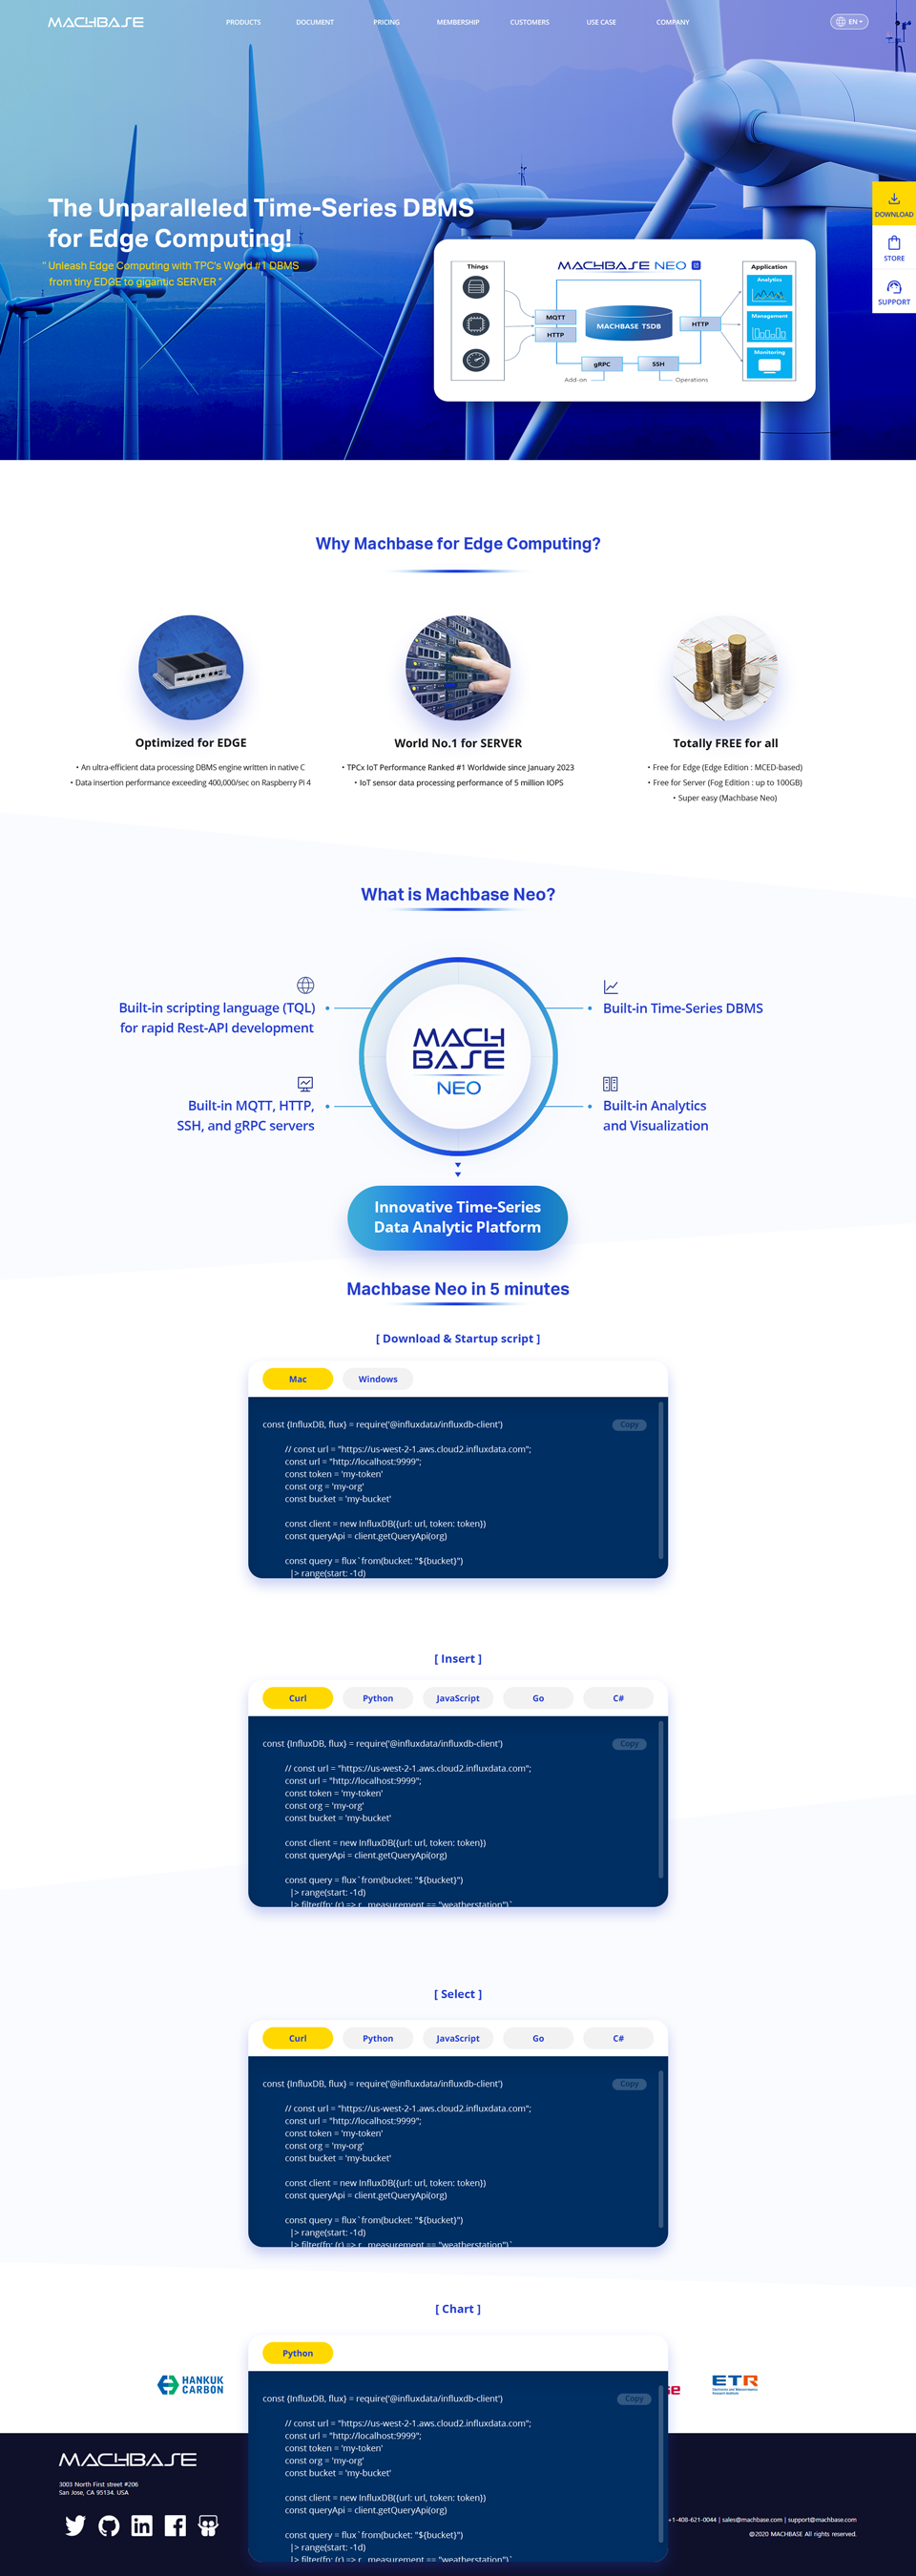 MACHBASE
PRODUCTS
DOCUMENT
PRICING
MEMBERSHIP
CUSTOMERS
USE CASE
COMPANY
EN
The Unparalleled Time-Series DBMS
for Edge Computing!
" Unleash Edge Computing with TPC's World #1 DBMS
from tiny EDGE to gigantic SERVER "
DOWNLOAD
STORE
SUPPORT
Things
MACHBASE NEO
Application
Analytics
MQTT
HTTP
MACHBASE TSDB
HTTP
Management
Monitoring
gRPC
SSH
Add-on
Operations
Why Machbase for Edge Computing?
Optimized for EDGE
• An ultra-efficient data processing DBMS engine written in native C
• Data insertion performance exceeding 400,000/sec on Raspberry Pi 4
World No.1 for SERVER
• TPCx IoT Performance Ranked #1 Worldwide since January 2023
• IoT sensor data processing performance of 5 million IOPS
Totally FREE for all
• Free for Edge (Edge Edition : MCED-based)
• Free for Server (Fog Edition : up to 100GB)
• Super easy (Machbase Neo)
What is Machbase Neo?
Built-in scripting language (TQL)
for rapid Rest-API development
Built-in Time-Series DBMS
MACH
BASE
NEO
Built-in MQTT, HTTP,
SSH, and gRPC servers
Built-in Analytics
and Visualization
Innovative Time-Series
Data Analytic Platform
Machbase Neo in 5 minutes
[ Download & Startup script ]
Mac
Windows
const {InfluxDB, flux} = require('@influxdata/influxdb-client')
Copy
// const url = "https://us-west-2-1.aws.cloud2.influxdata.com";
const url = "http://localhost:9999";
const token = 'my-token'
const org = 'my-org'
const bucket = 'my-bucket'
const client = new InfluxDB({url: url, token: token})
const queryApi = client.getQueryApi(org)
const query = flux`from(bucket: "${bucket}")
|> range(start: -1d)
[ Insert ]
Curl
Python
JavaScript
Go
C#
const {InfluxDB, flux} = require('@influxdata/influxdb-client')
Copy
// const url = "https://us-west-2-1.aws.cloud2.influxdata.com";
const url = "http://localhost:9999";
const token = 'my-token'
const org = 'my-org'
const bucket = 'my-bucket'
const client = new InfluxDB({url: url, token: token})
const queryApi = client.getQueryApi(org)
const query = flux`from(bucket: "${bucket}")
|> range(start: -1d)
|> filter(fn: (r) => r._measurement == "weatherstation")`
[ Select ]
Curl
Python
JavaScript
Go
C#
const {InfluxDB, flux} = require('@influxdata/influxdb-client')
Copy
// const url = "https://us-west-2-1.aws.cloud2.influxdata.com";
const url = "http://localhost:9999";
const token = 'my-token'
const org = 'my-org'
const bucket = 'my-bucket'
const client = new InfluxDB({url: url, token: token})
const queryApi = client.getQueryApi(org)
const query = flux`from(bucket: "${bucket}")
|> range(start: -1d)
|> filter(fn: (r) => r._measurement == "weatherstation")`
[ Chart ]
Python
HANKUK
CARBON
se
ETR
const {InfluxDB, flux} = require('@influxdata/influxdb-client')
Copy
// const url = "https://us-west-2-1.aws.cloud2.influxdata.com";
const url = "http://localhost:9999";
const token = 'my-token'
const org = 'my-org'
const bucket = 'my-bucket'
const client = new InfluxDB({url: url, token: token})
const queryApi = client.getQueryApi(org)
const query = flux`from(bucket: "${bucket}")
|> range(start: -1d)
|> filter(fn: (r) => r._measurement == "weatherstation")`
MACHBASE
3003 North First street #206
San Jose, CA 95134. USA
+1-408-621-0044 | sales@machbase.com | support@machbase.com
@2020 MACHBASE All rights reserved.